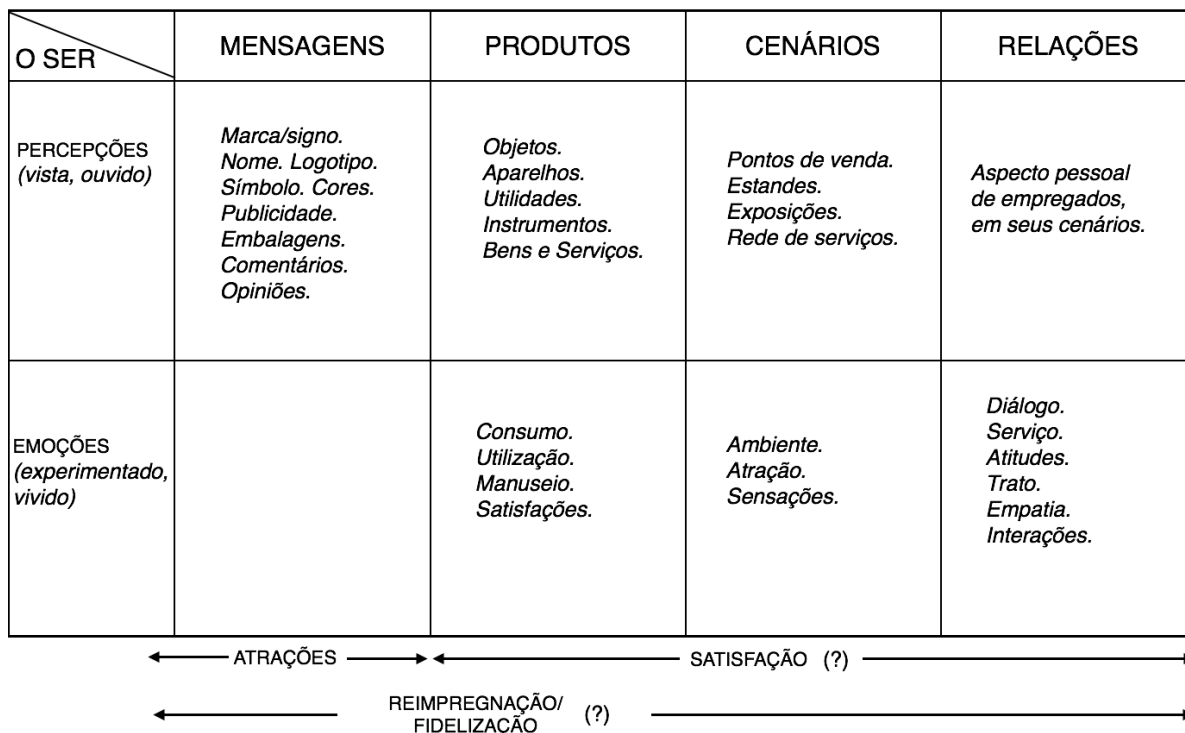 O SER
MENSAGENS
PRODUTOS
CENÁRIOS
RELAÇÕES
PERCEPÇÕES
(vista, ouvido)
Marca/signo.
Nome. Logotipo.
Símbolo. Cores.
Publicidade.
Embalagens.
Comentários.
Opiniões.
Objetos.
Aparelhos.
Utilidades.
Instrumentos.
Bens e Serviços.
Pontos de venda.
Estandes.
Exposições.
Rede de serviços.
Aspecto pessoal
de empregados,
em seus cenários.
EMOÇÕES
(experimentado,
vivido)
Consumo.
Utilização.
Manuseio.
Satisfações.
Ambiente.
Atração.
Sensações.
Diálogo.
Serviço.
Atitudes.
Trato.
Empatia.
Interações.
ATRAÇÕES
SATISFAÇÃO (?)
REIMPREGNAÇÃO/
FIDELIZAÇÃO (?)